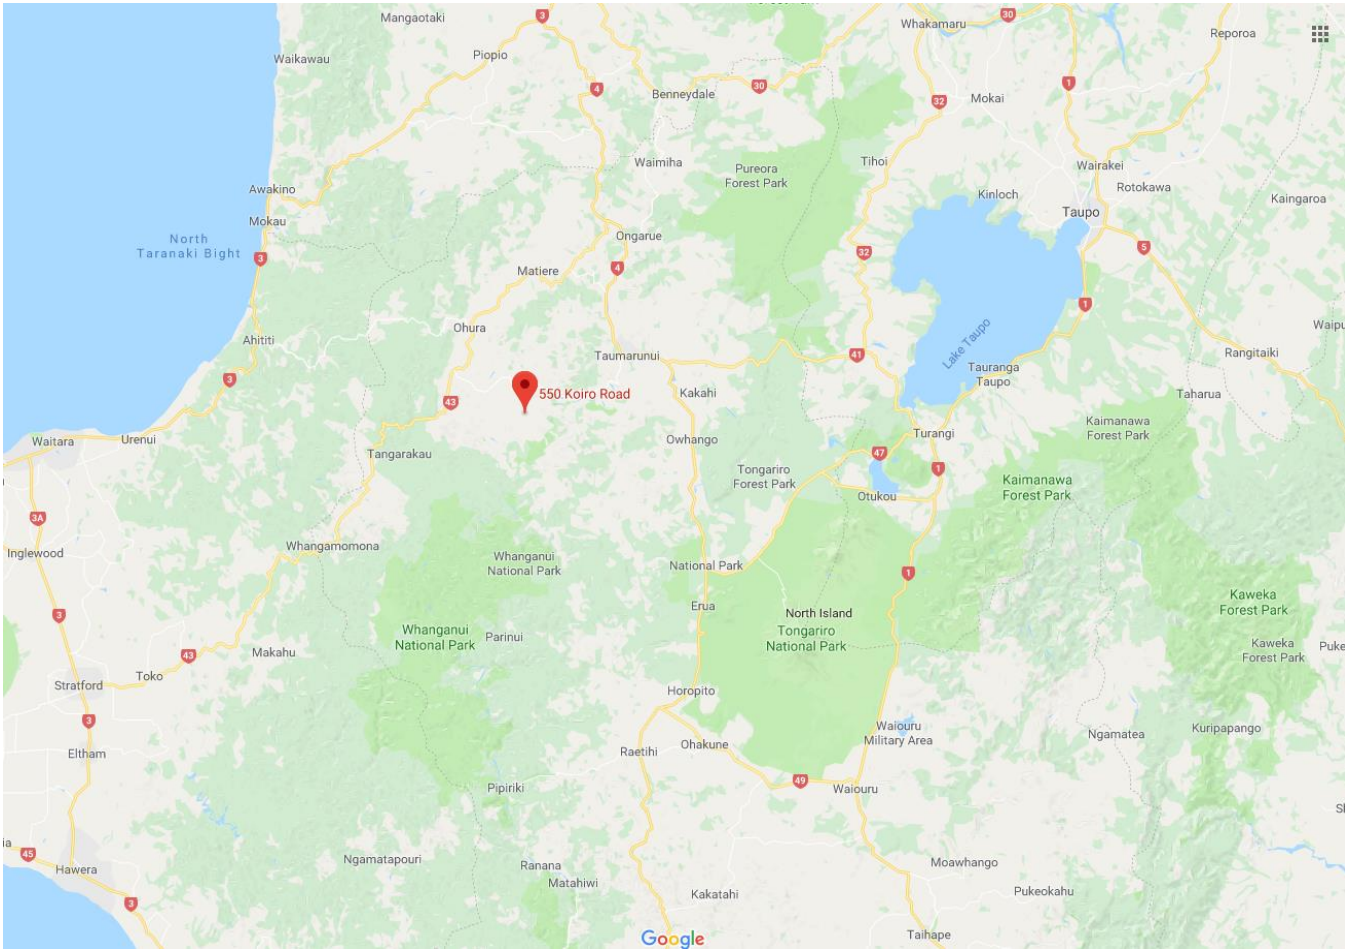 Mangaotaki
3
30
Whakamaru
Reporoa
Waikawau
Piopio
4
Benneydale
30
32
Mokai
1
Waimiha
Pureora
Forest Park
Tihoi
Wairakei
Rotokawa
Awakino
Kinloch
Kaingaroa
Mokau
Taupo
North
Taranaki Bight
3
Ongarue
32
5
Matiere
4
1
Ohura
Ahititi
Taumarunui
41
Lake Taupo
Rangitaiki
Waipu
3
43
550 Koiro Road
Kakahi
Tauranga
Taupo
Taharua
Waitara
Urenui
Tangarakau
Owhango
Turangi
Kaimanawa
Forest Park
47
1
Tongariro
Forest Park
Otukou
Kaimanawa
Forest Park
3A
Inglewood
Whangamomona
Whanganui
National Park
National Park
1
3
Erua
North Island
Kaweka
Forest Park
Whanganui
National Park
Parinui
Tongariro
National Park
Kaweka
Forest Park
Puke
43
Makahu
Toko
Stratford
Horopito
3
Waiouru
Military Area
Ngamatea
Kuripapango
Eltham
Raetihi
Ohakune
Pipiriki
49
Waiouru
ia
45
Hawera
Ngamatapouri
Ranana
Matahiwi
Moawhango
Pukeokahu
3
Kakatahi
Google
Taihape